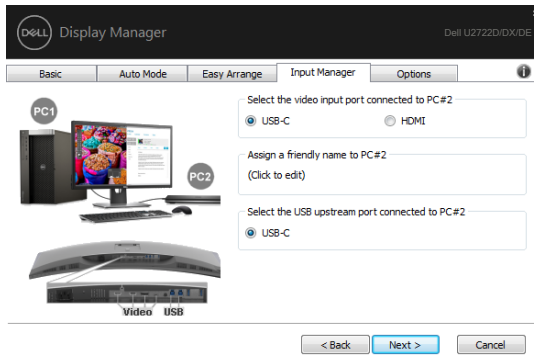 DELL Display Manager
Dell U2722D/DX/DE
Basic Auto Mode Easy Arrange Input Manager Options
PC1
PC2
Video USB
Select the video input port connected to PC#2
USB-C HDMI
Assign a friendly name to PC#2
(Click to edit)
Select the USB upstream port connected to PC#2
USB-C
< Back Next > Cancel